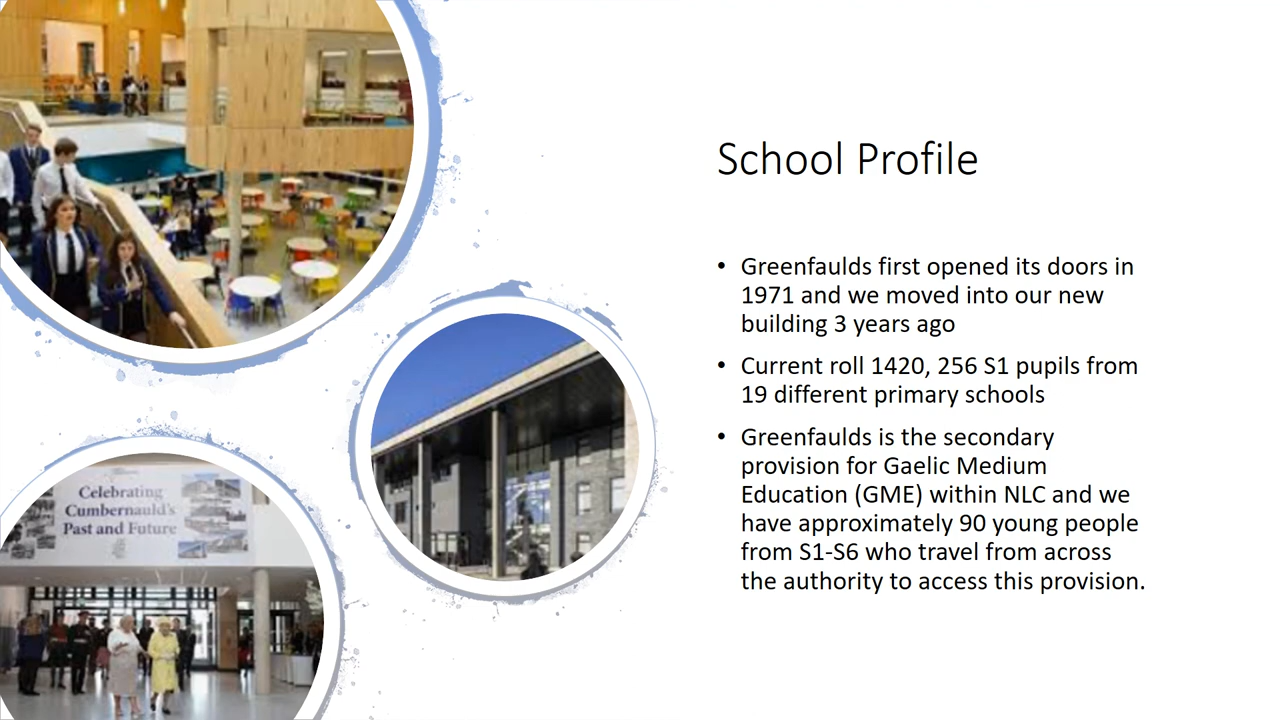 School Profile
• Greenfaulds first opened its doors in
1971 and we moved into our new
building 3 years ago
• Current roll 1420, 256 S1 pupils from
19 different primary schools
• Greenfaulds is the secondary
provision for Gaelic Medium
Education (GME) within NLC and we
have approximately 90 young people
from S1-S6 who travel from across
the authority to access this provision.
Celebrating
Cumbernauld's
Past and Future